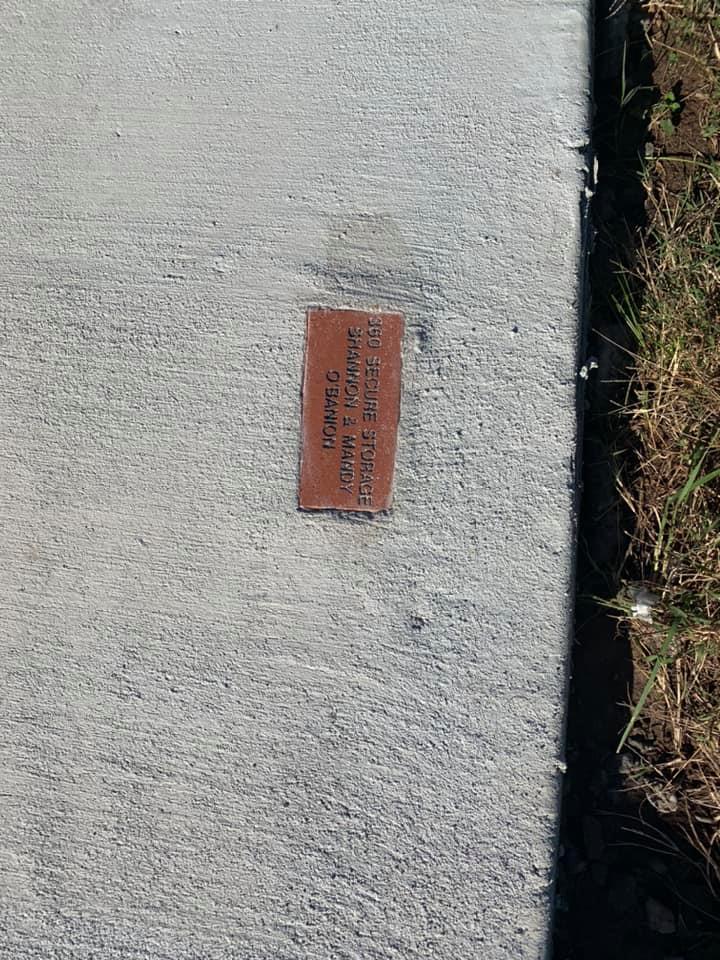 360 SECURE STORAGE
SHANNON & MANDY
O'BANION